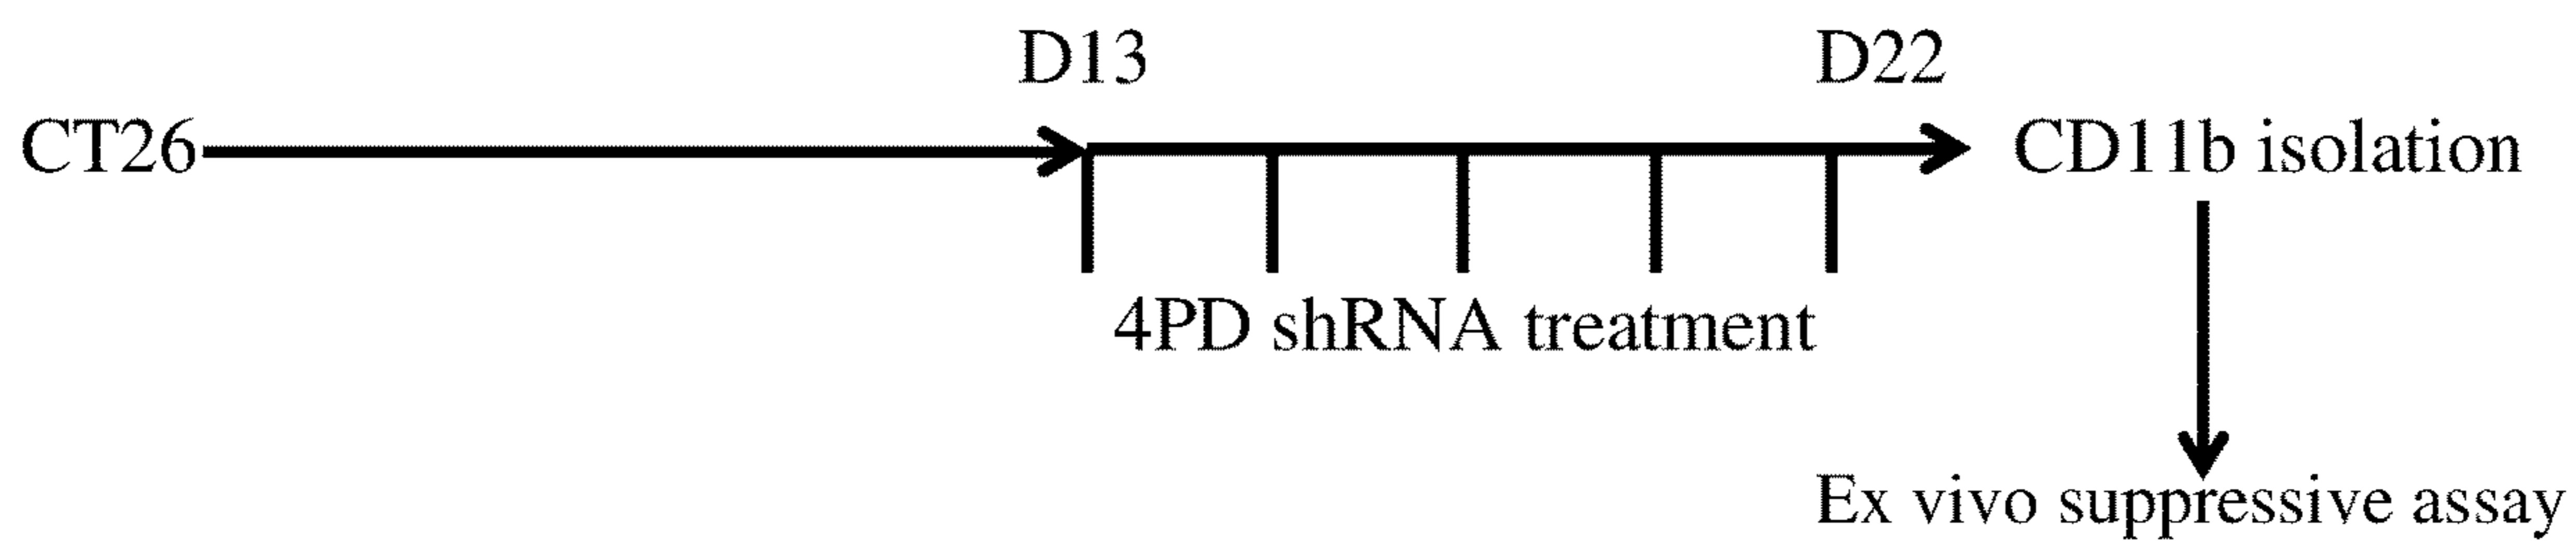 D13
D22
CT26
CD11b isolation
4PD shRNA treatment
Ex vivo suppressive assay